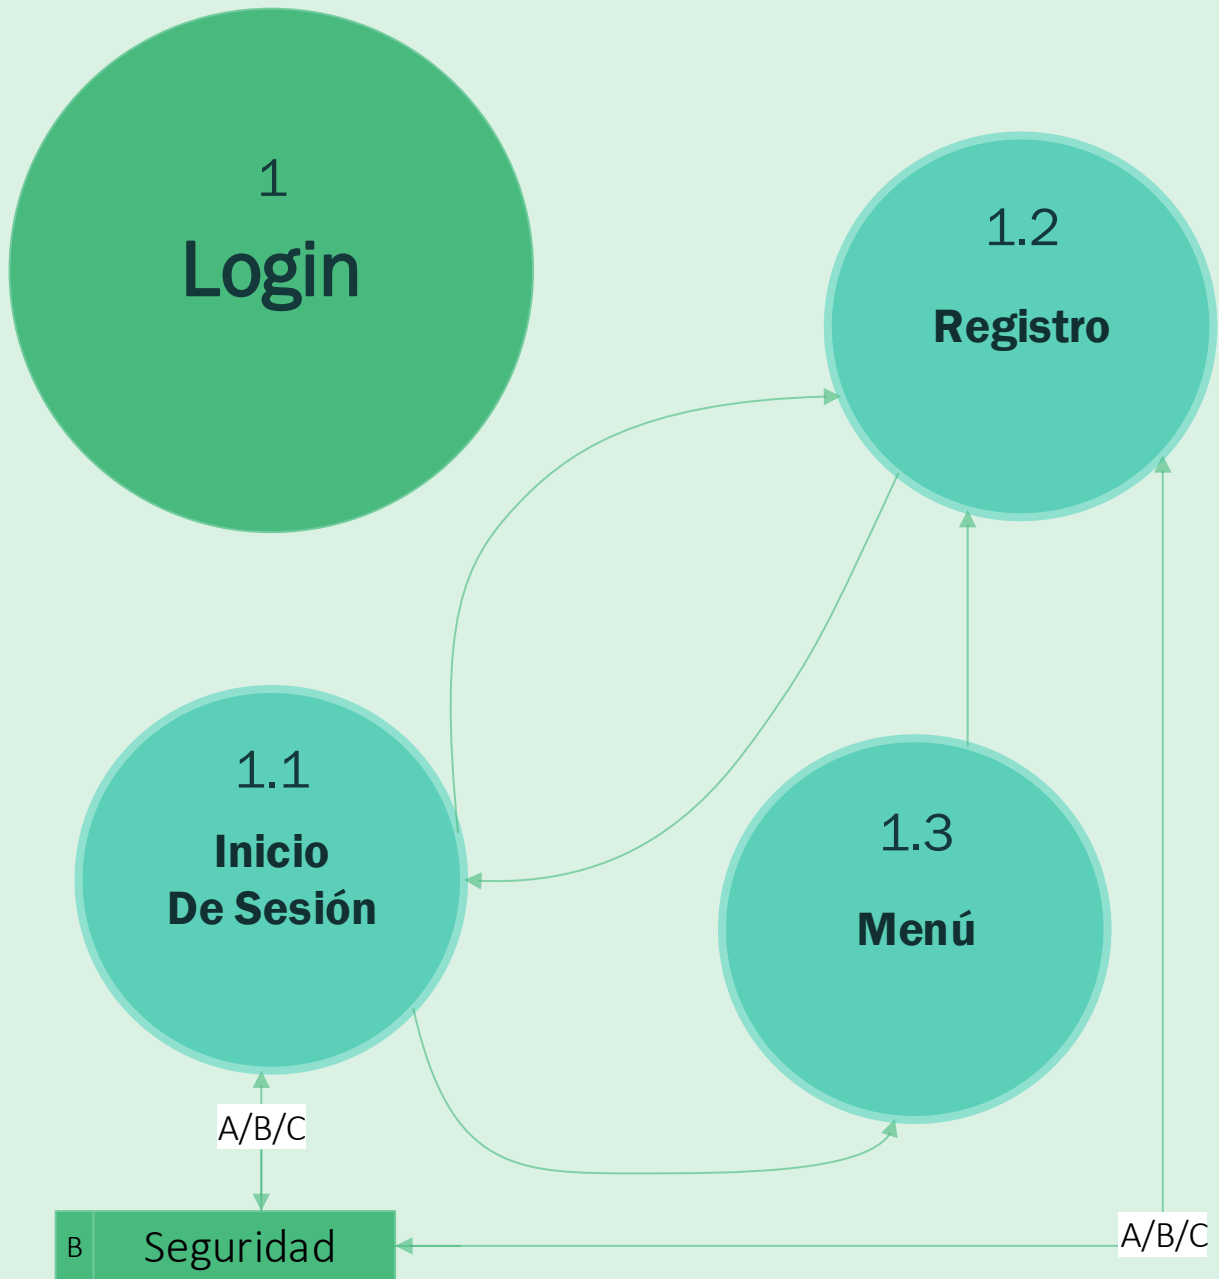 1
Login
1.2
Registro
1.1
Inicio
De Sesión
1.3
Menú
A/B/C
B
Seguridad
A/B/C